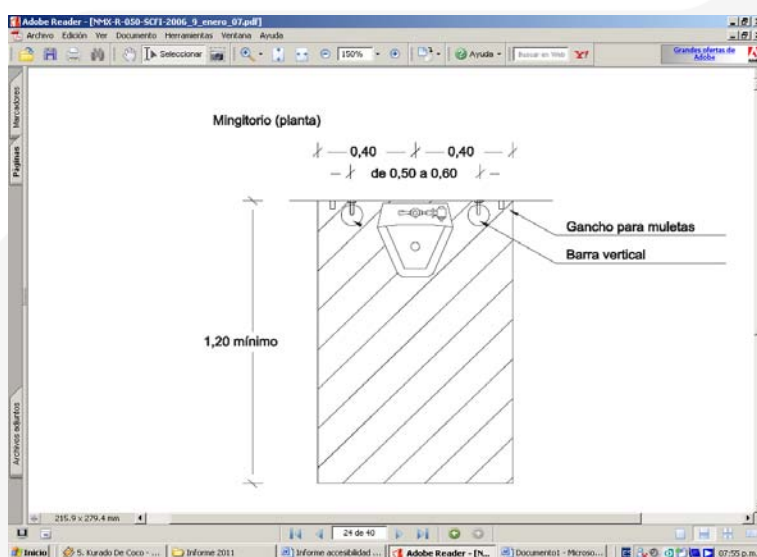 Adobe Reader - [NMX-R-050-SCFI-2006_9_enero_07.pdf]
Archivo Edición Ver Documento Herramientas Ventana Ayuda
Seleccionar
150%
Ayuda
Buscar en Web
Y!
Grandes ofertas de
Adobe
Marcadores
Páginas
Archivos adjuntos
Mingitorio (planta)
0,40
0,40
de 0,50 a 0,60
Gancho para muletas
Barra vertical
1,20 mínimo
215.9 x 279.4 mm
24 de 40
Inicio
5. Kurado De Coco - ...
Informe 2011
Informe accesibilidad ...
Adobe Reader - [N...
Documento1 - Microso...
07:55 p.m.